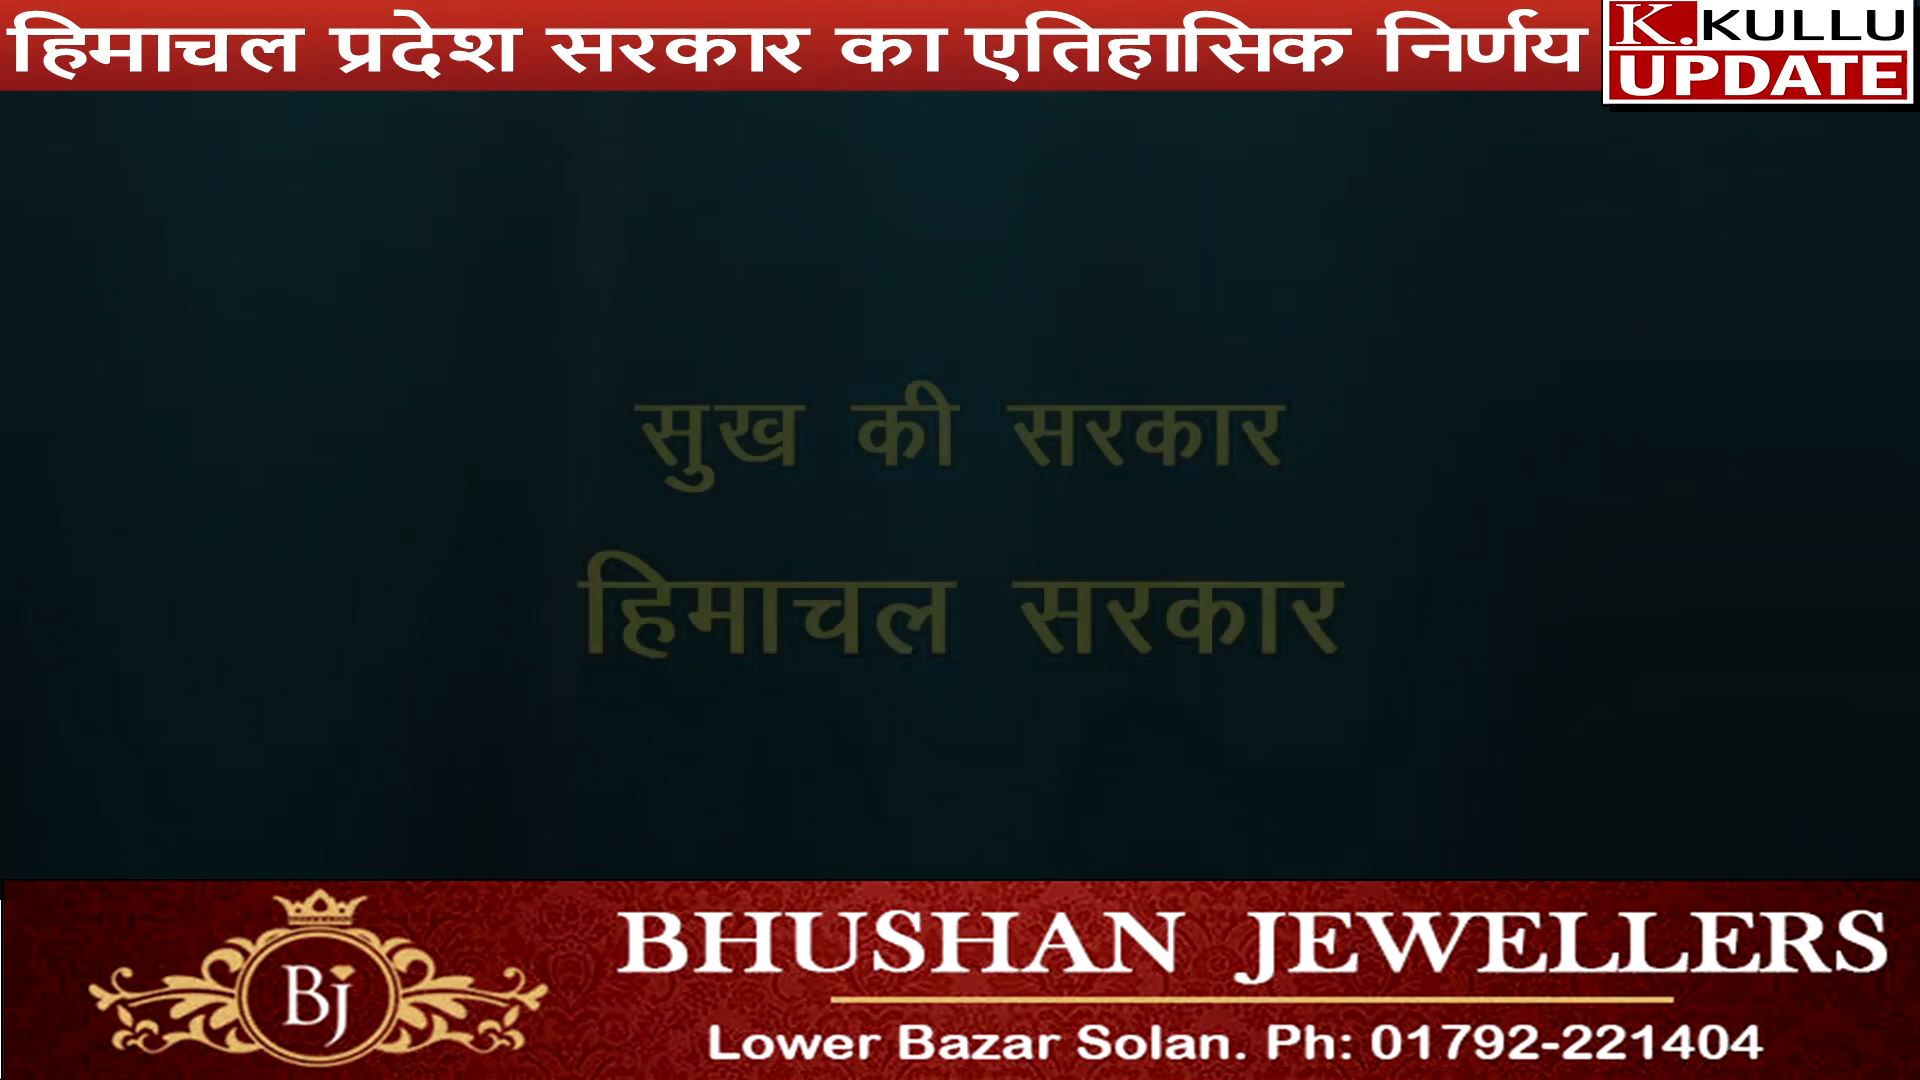 हिमाचल प्रदेश सरकार का एतिहासिक निर्णय
K. KULLU
UPDATE
सुख की सरकार
हिमाचल सरकार
Bj
BHUSHAN JEWELLERS
Lower Bazar Solan. Ph: 01792-221404